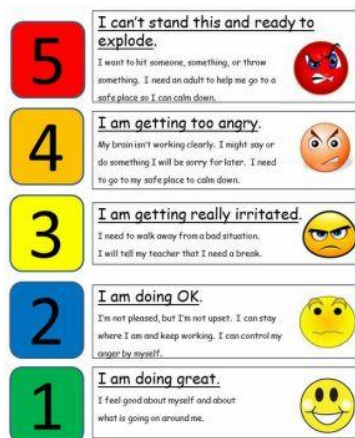 5
I can't stand this and ready to
explode.
I want to hit someone, something, or throw
something. I need an adult to help me go to a
safe place so I can calm down.
4
I am getting too angry.
My brain isn't working clearly. I might say or
do something I will be sorry for later. I need
to go to my safe place to calm down.
3
I am getting really irritated.
I need to walk away from a bad situation.
I will tell my teacher that I need a break.
2
I am doing OK.
I'm not pleased, but I'm not upset. I can stay
where I am and keep working. I can control my
anger by myself.
1
I am doing great.
I feel good about myself and about
what is going on around me.